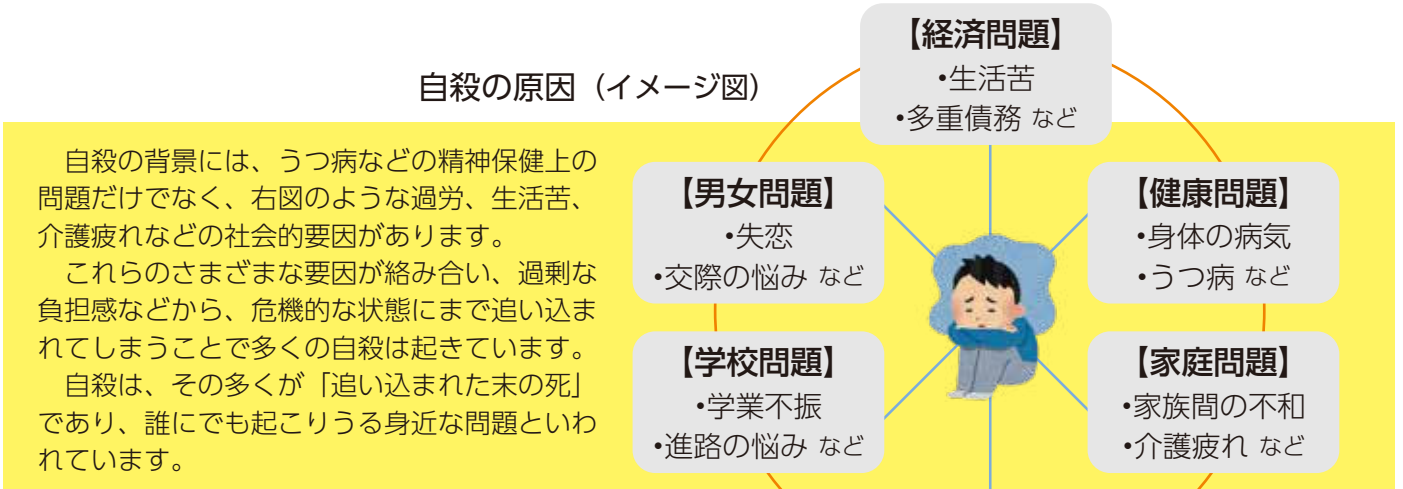 自殺の原因（イメージ図）
　自殺の背景には、うつ病などの精神保健上の
問題だけでなく、右図のような過労、生活苦、
介護疲れなどの社会的要因があります。
　これらのさまざまな要因が絡み合い、過剰な
負担感などから、危機的な状態にまで追い込ま
れてしまうことで多くの自殺は起きています。
　自殺は、その多くが「追い込まれた末の死」
であり、誰にでも起こりうる身近な問題といわ
れています。
【経済問題】
•生活苦
•多重債務 など
【男女問題】
•失恋
•交際の悩み など
【健康問題】
•身体の病気
•うつ病 など
【学校問題】
•学業不振
•進路の悩み など
【家庭問題】
•家族間の不和
•介護疲れ など